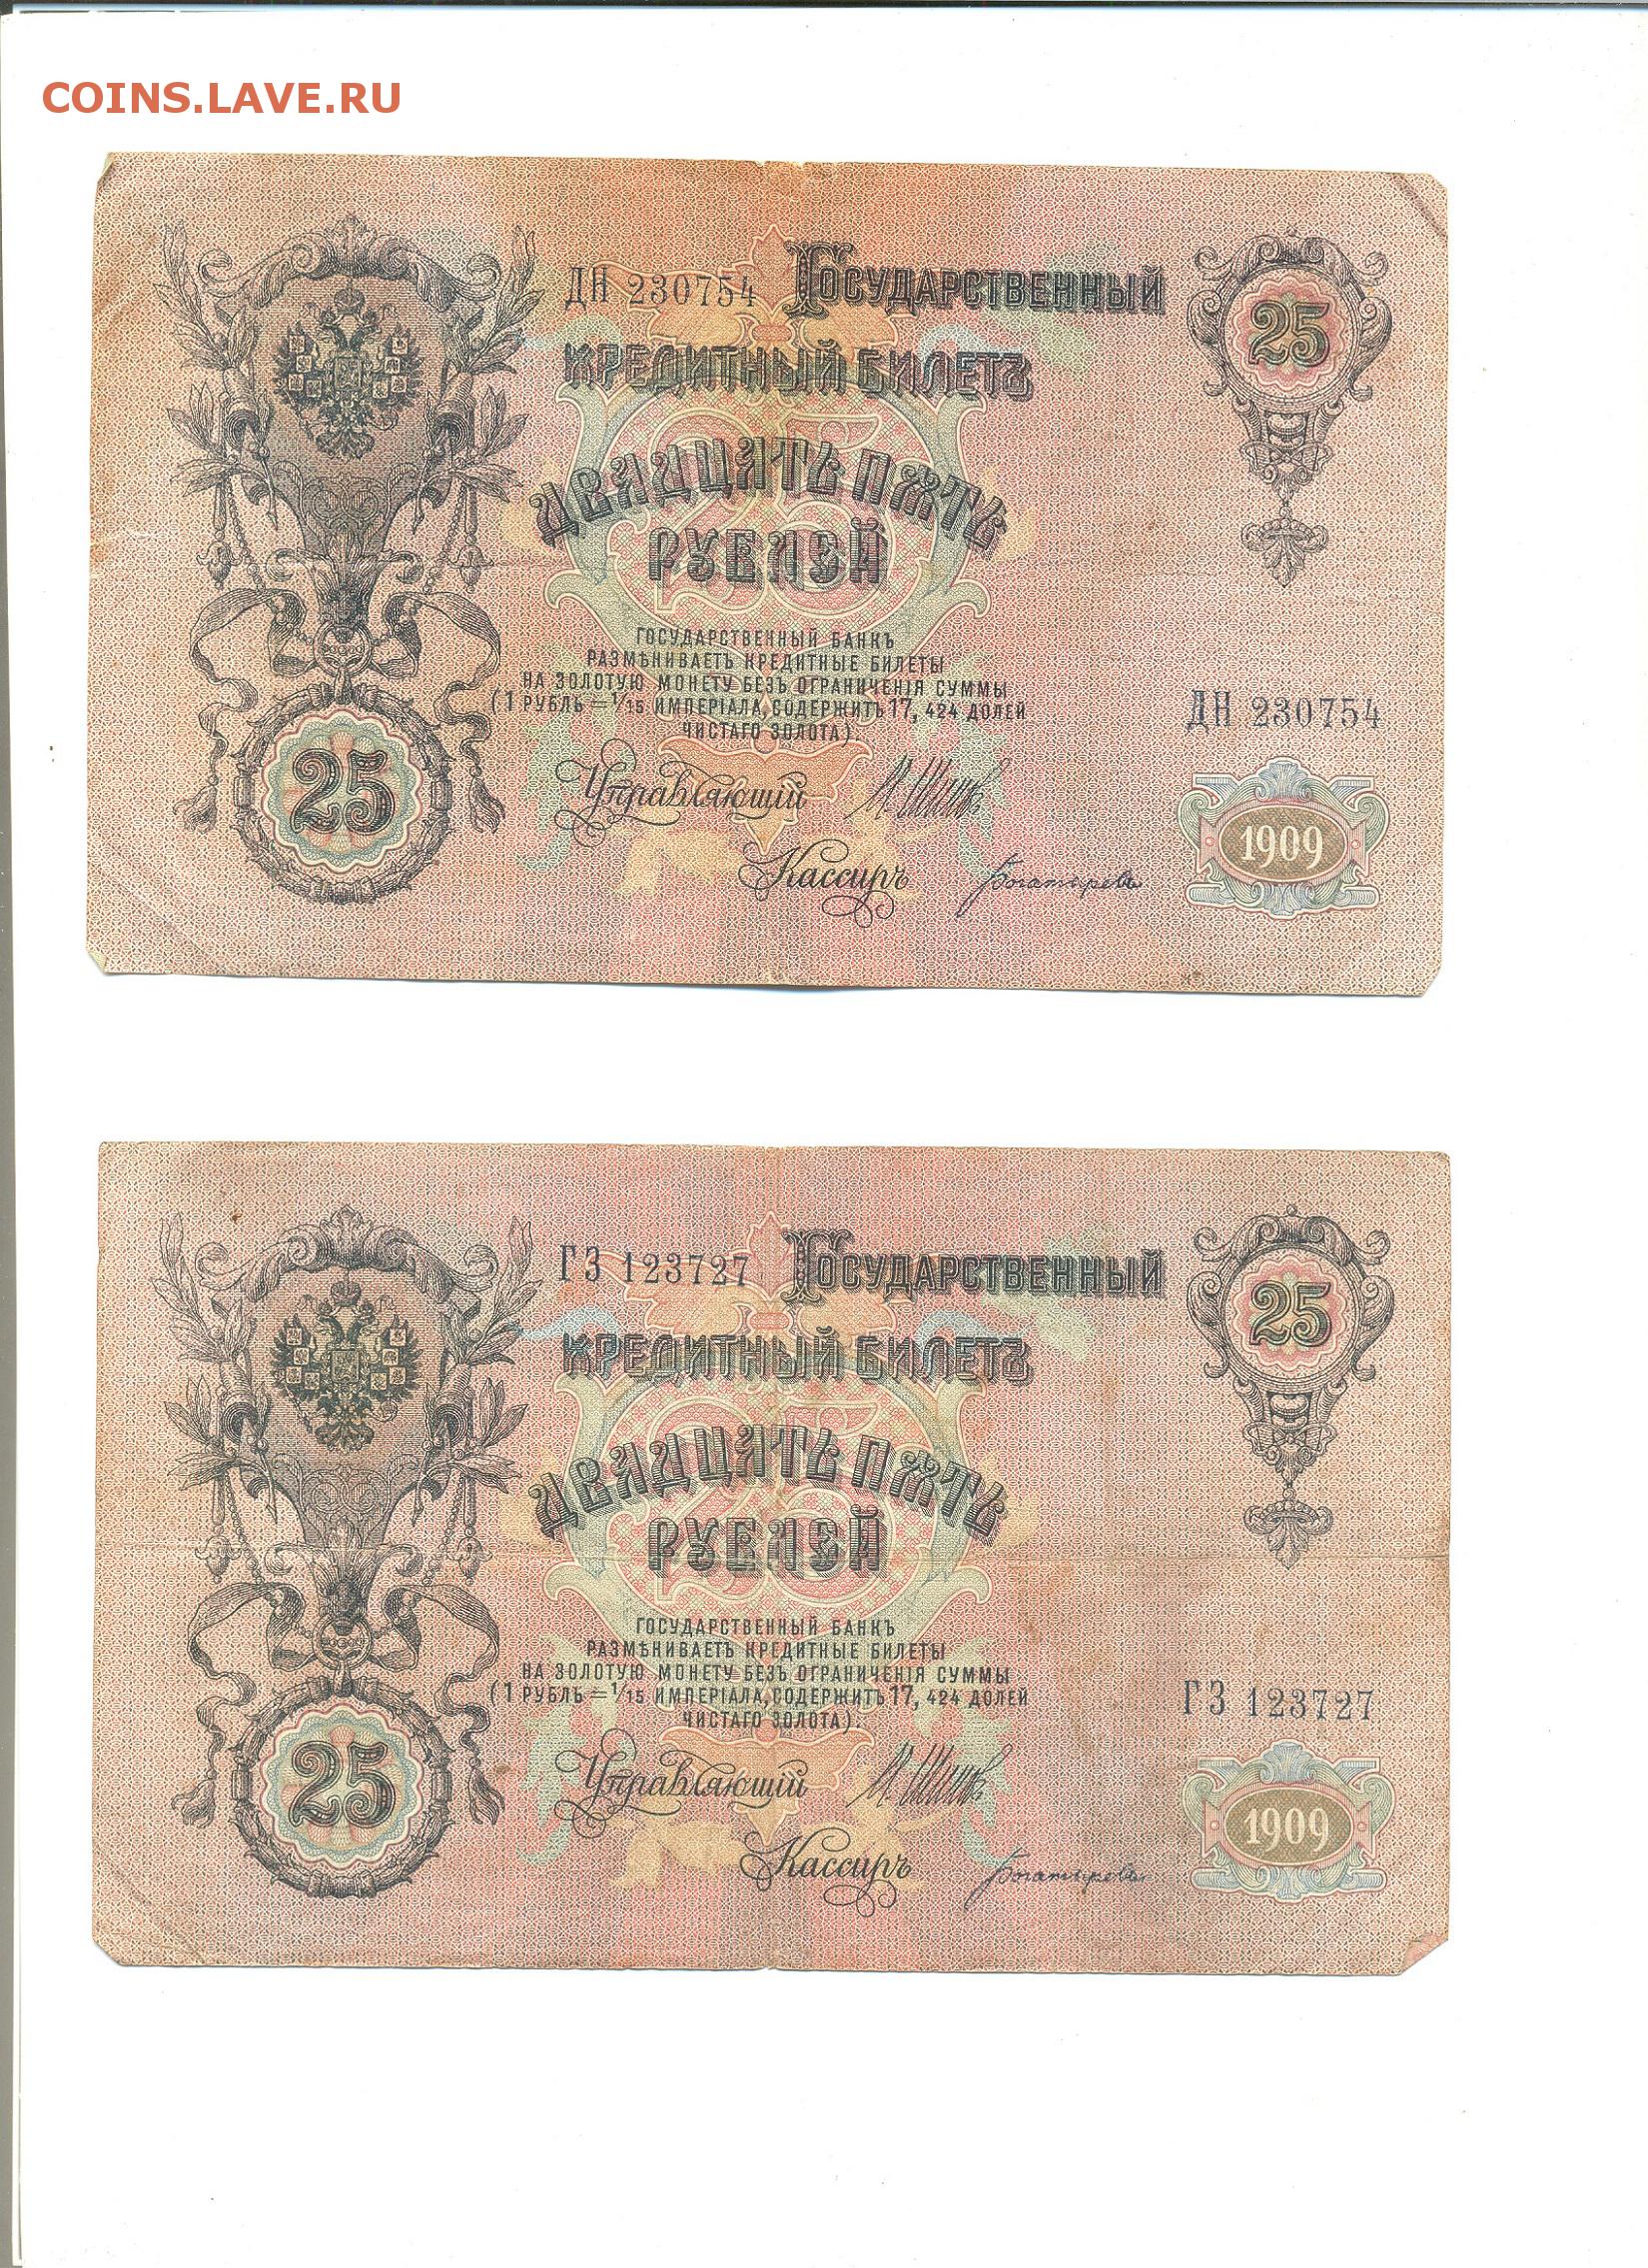 COINS.LAVE.RU
ДН 230754 Государственный
25
кредитный билетъ
двадцать пять
рублей
государственный банкъ
размѣниваетъ кредитные билеты
на золотую монету безъ ограниченія суммы
(1 рубль = 1/15 имперіала, содержитъ 17, 424 долей
чистаго золота).
ДН 230754
25
Управляющій
1909
Кассиръ Богатыревъ
ГЗ 123727 Государственный
25
кредитный билетъ
двадцать пять
рублей
государственный банкъ
размѣниваетъ кредитные билеты
на золотую монету безъ ограниченія суммы
(1 рубль = 1/15 имперіала, содержитъ 17, 424 долей
чистаго золота).
ГЗ 123727
25
Управляющій
1909
Кассиръ Богатыревъ